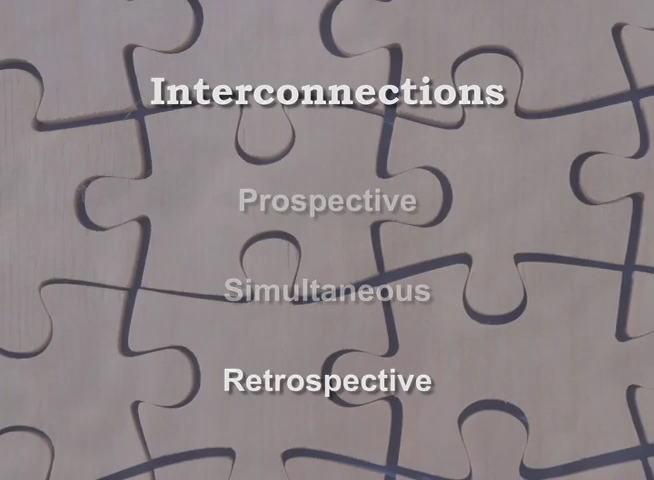 Interconnections
Prospective
Simultaneous
Retrospective